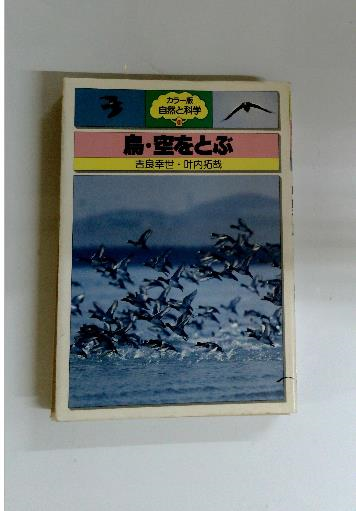 カラー版
自然と科学
鳥・空をとぶ
吉良幸世・叶内拓哉